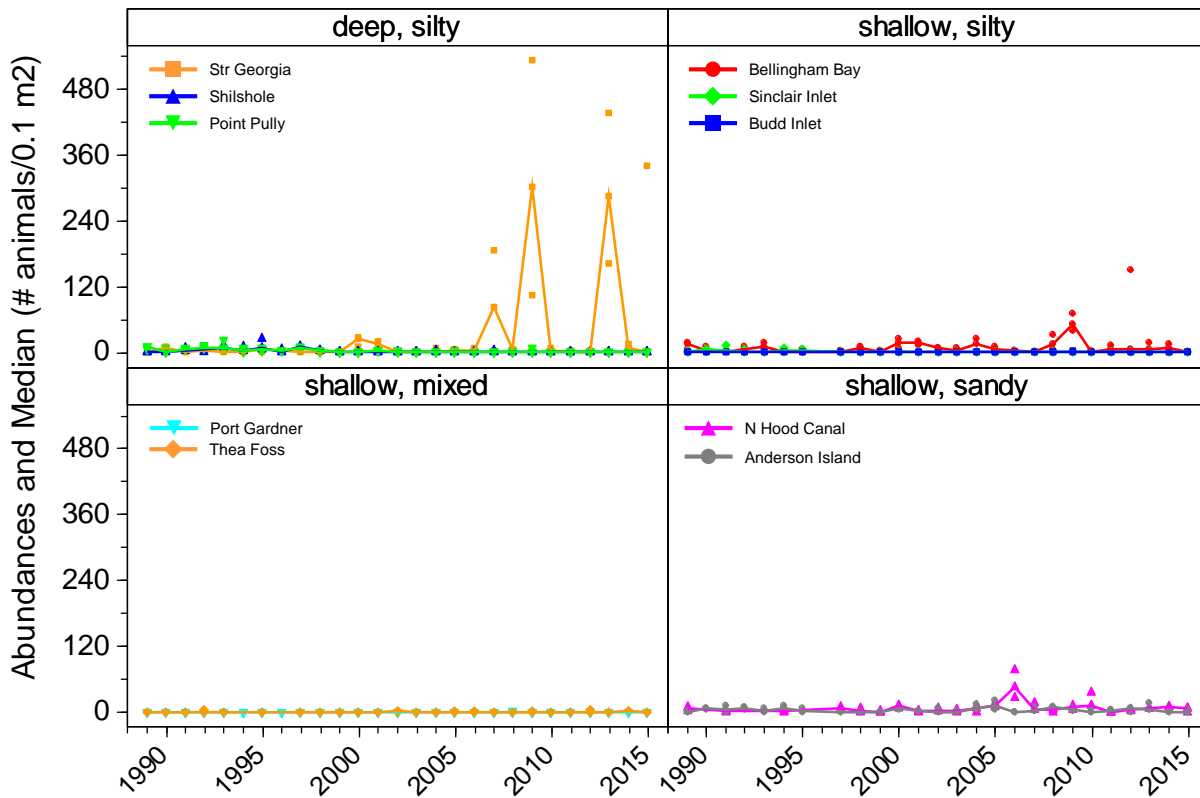 Abundances and Median (# animals/0.1 m2)
deep, silty
480
360
240
120
0
Str Georgia
Shilshole
Point Pully
shallow, silty
Bellingham Bay
Sinclair Inlet
Budd Inlet
shallow, mixed
480
360
240
120
0
Port Gardner
Thea Foss
shallow, sandy
N Hood Canal
Anderson Island
1990 1995 2000 2005 2010 2015
1990 1995 2000 2005 2010 2015